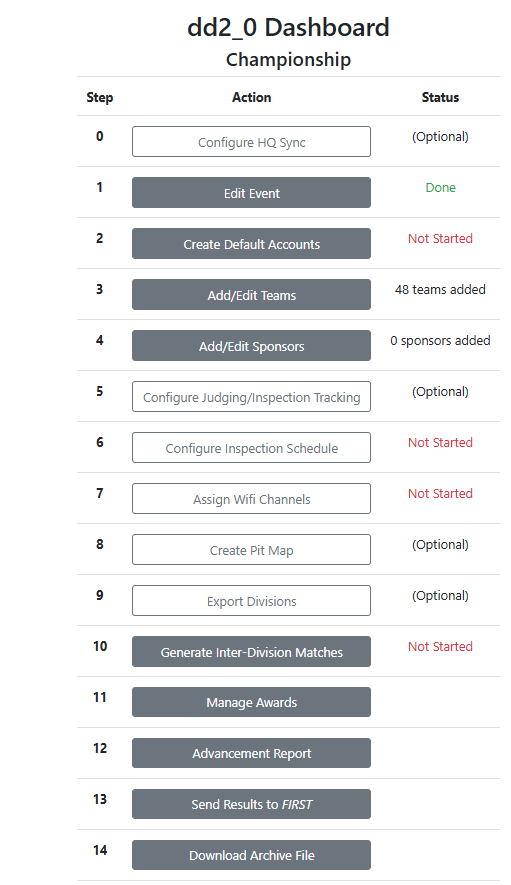 dd2_0 Dashboard
Championship
Step Action Status
0 Configure HQ Sync (Optional)
1 Edit Event Done
2 Create Default Accounts Not Started
3 Add/Edit Teams 48 teams added
4 Add/Edit Sponsors 0 sponsors added
5 Configure Judging/Inspection Tracking (Optional)
6 Configure Inspection Schedule Not Started
7 Assign Wifi Channels Not Started
8 Create Pit Map (Optional)
9 Export Divisions (Optional)
10 Generate Inter-Division Matches Not Started
11 Manage Awards
12 Advancement Report
13 Send Results to FIRST
14 Download Archive File